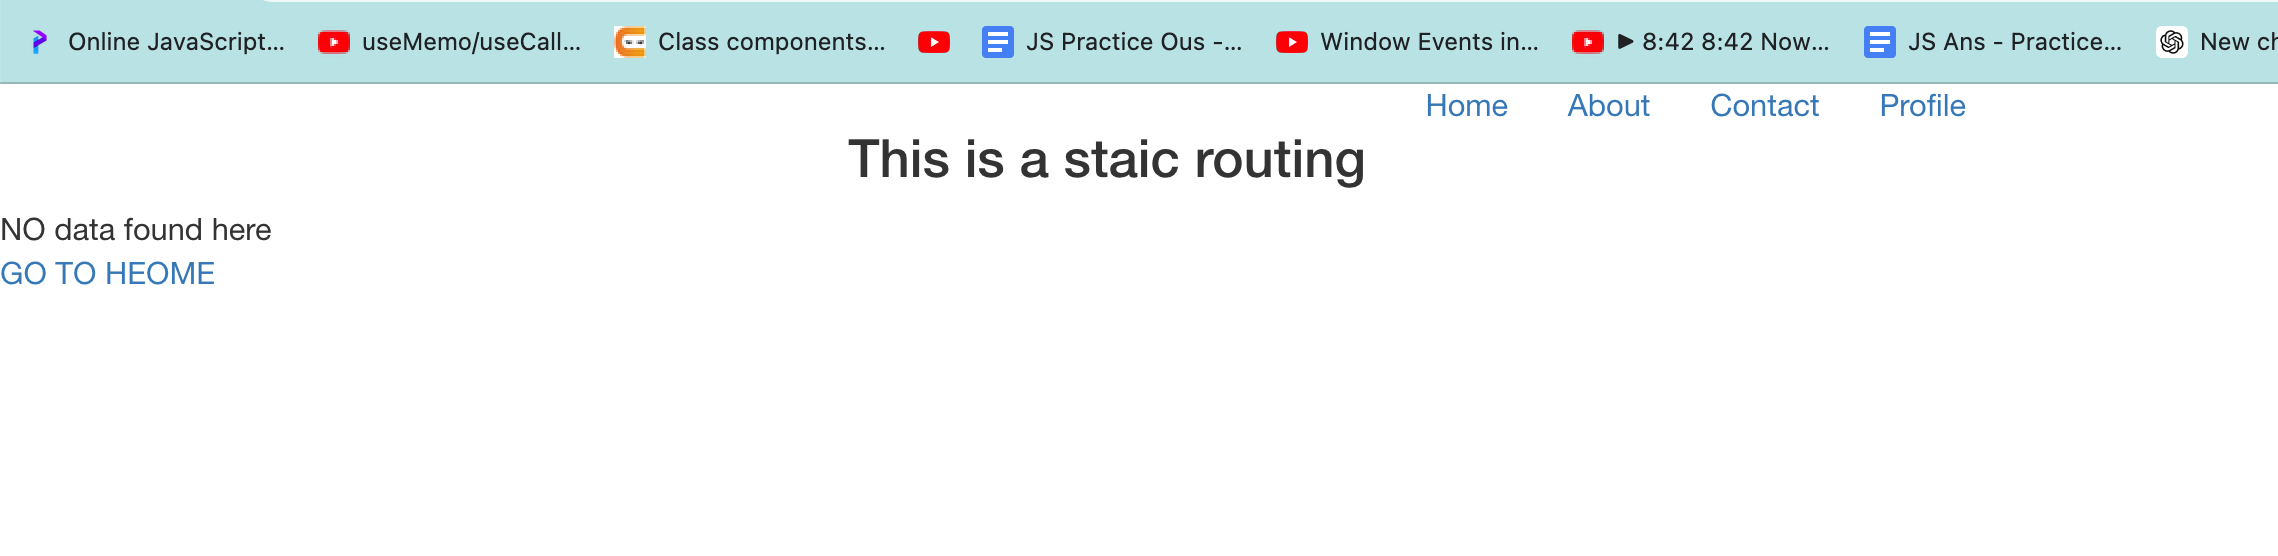 Online JavaScript... useMemo/useCall... Class components... JS Practice Ous -... Window Events in... ▶ 8:42 8:42 Now... JS Ans - Practice... New ch
Home About Contact Profile
This is a staic routing
NO data found here
GO TO HEOME